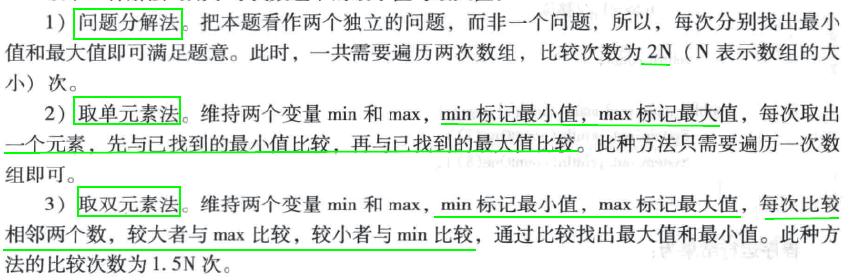 1）问题分解法。把本题看作两个独立的问题，而非一个问题，所以，每次分别找出最小
值和最大值即可满足题意。此时，一共需要遍历两次数组，比较次数为2N（N 表示数组的大
小）次。
2）取单元素法。维持两个变量 min 和 max，min 标记最小值，max 标记最大值，每次取出
一个元素，先与已找到的最小值比较，再与已找到的最大值比较。此种方法只需要遍历一次数
组即可。
3）取双元素法。维持两个变量 min 和 max，min 标记最小值，max 标记最大值，每次比较
相邻两个数，较大者与 max 比较，较小者与 min 比较，通过比较找出最大值和最小值。此种方
法的比较次数为 1.5N 次。